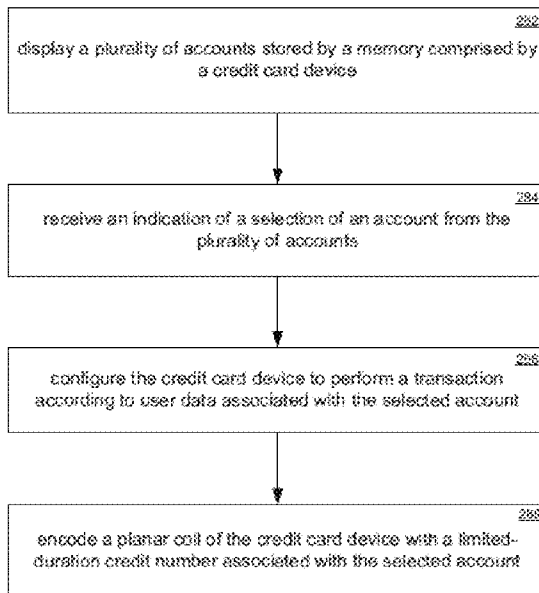 282
display a plurality of accounts stored by a memory comprised by
a credit card device
284
receive an indication of a selection of an account from the
plurality of accounts
286
configure the credit card device to perform a transaction
according to user data associated with the selected account
288
encode a planar coil of the credit card device with a limited-
duration credit number associated with the selected account